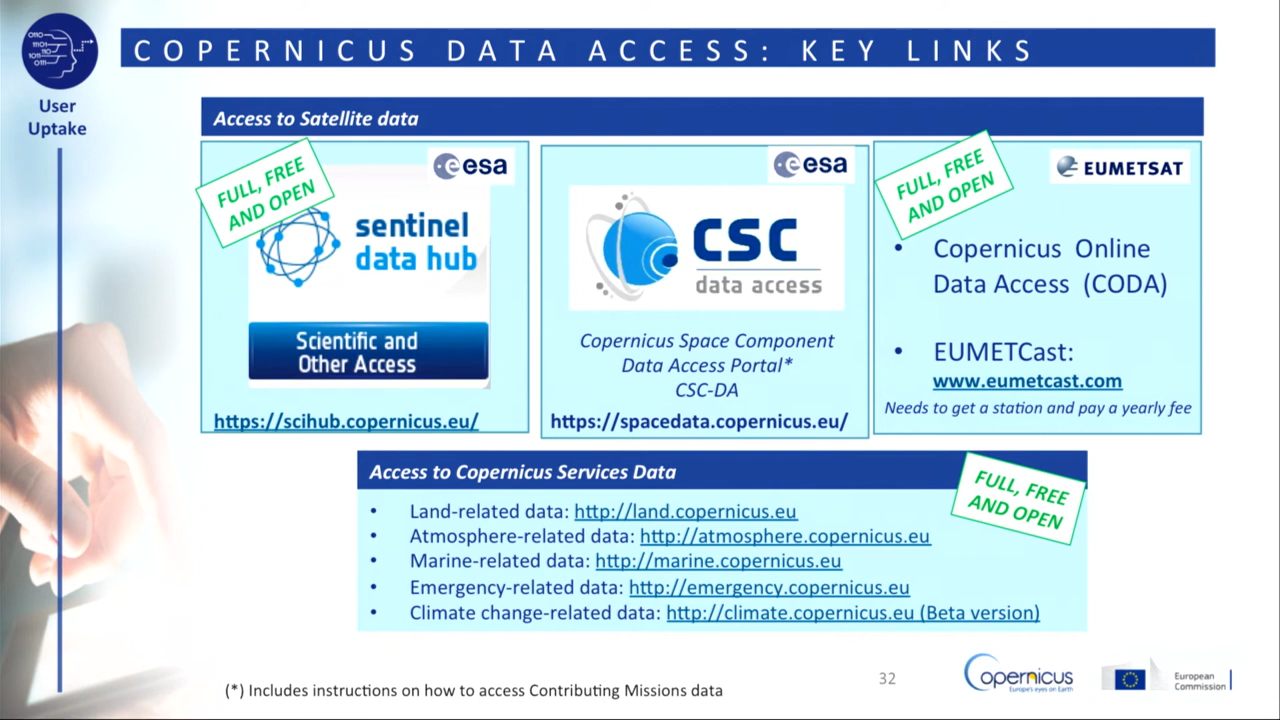 0110
11101
110
1011
0111
COPERNICUS DATA ACCESS: KEY LINKS
User
Uptake
Access to Satellite data
FULL, FREE
AND OPEN
esa
sentinel
data hub
Scientific and
Other Access
https://scihub.copernicus.eu/
esa
CSC
data access
Copernicus Space Component
Data Access Portal*
CSC-DA
https://spacedata.copernicus.eu/
FULL, FREE
AND OPEN
EUMETSAT
• Copernicus Online
Data Access (CODA)
• EUMETCast:
www.eumetcast.com
Needs to get a station and pay a yearly fee
Access to Copernicus Services Data
FULL, FREE
AND OPEN
• Land-related data: http://land.copernicus.eu
• Atmosphere-related data: http://atmosphere.copernicus.eu
• Marine-related data: http://marine.copernicus.eu
• Emergency-related data: http://emergency.copernicus.eu
• Climate change-related data: http://climate.copernicus.eu (Beta version)
(*) Includes instructions on how to access Contributing Missions data
32
Copernicus
Europe's eyes on Earth
European
Commission